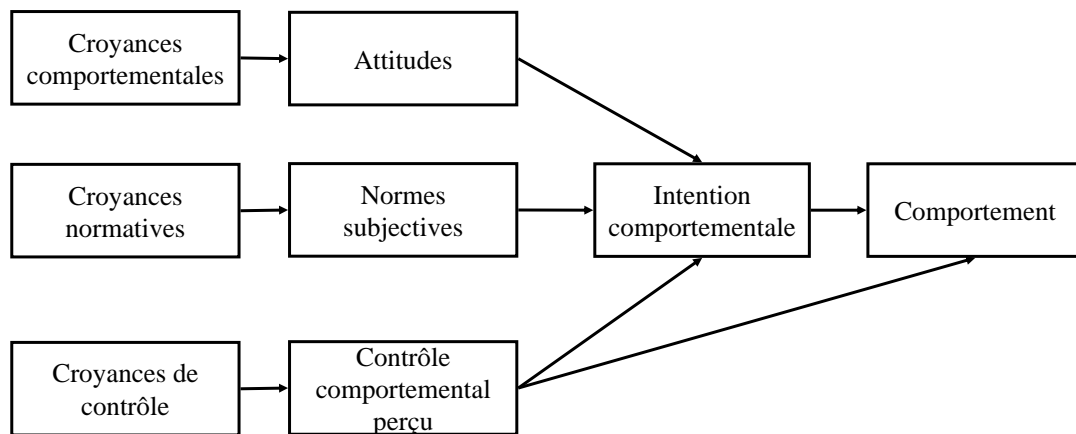 Croyances
comportementales
Attitudes
Croyances
normatives
Normes
subjectives
Intention
comportementale
Comportement
Croyances de
contrôle
Contrôle
comportemental
perçu